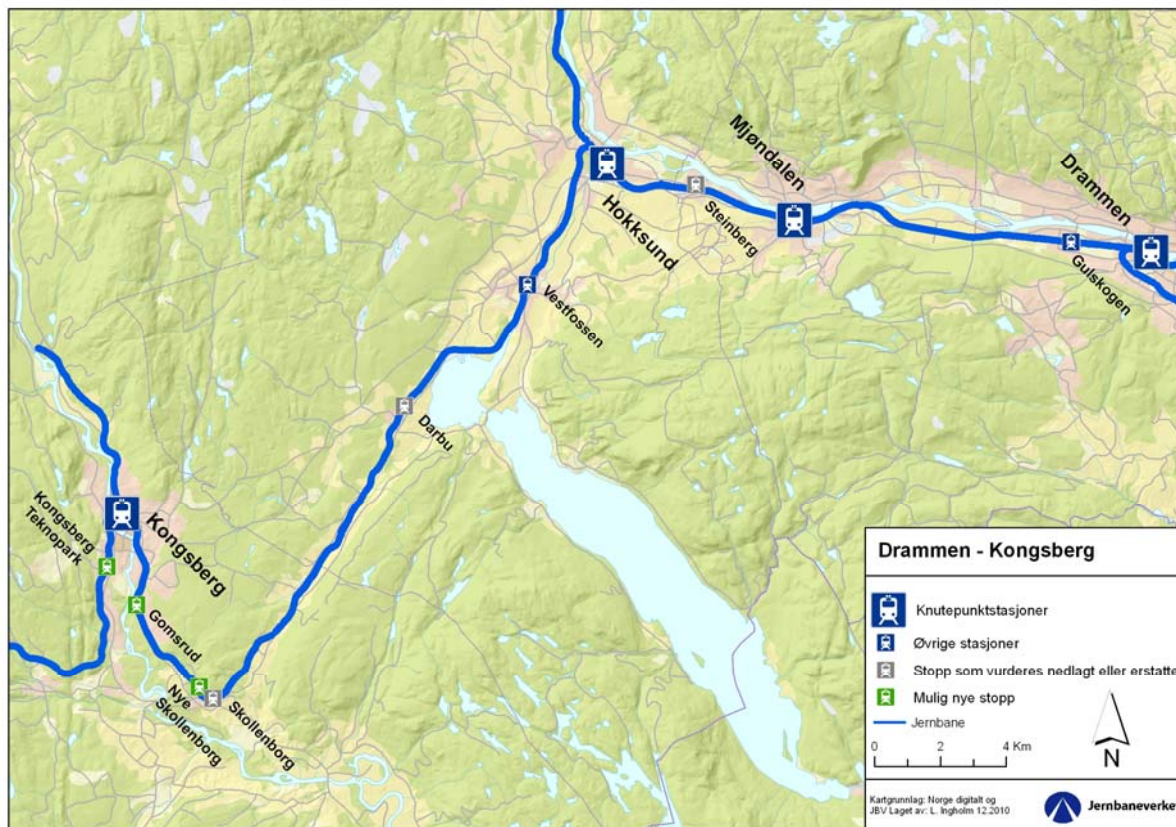 Mjøndalen
Drammen
Steinberg
Hokksund
Gulskogen
Vestfossen
Darbu
Kongsberg
Teknopark
Kongsberg
Gomsrud
Nye
Skollenborg
Skollenborg
Drammen - Kongsberg
Knutepunktstasjoner
Øvrige stasjoner
Stopp som vurderes nedlagt eller erstatte
Mulig nye stopp
Jernbane
0 2 4 Km
N
Kartgrunnlag: Norge digitalt og
JBV Laget av: L. Ingholm 12.2010
Jernbaneverke